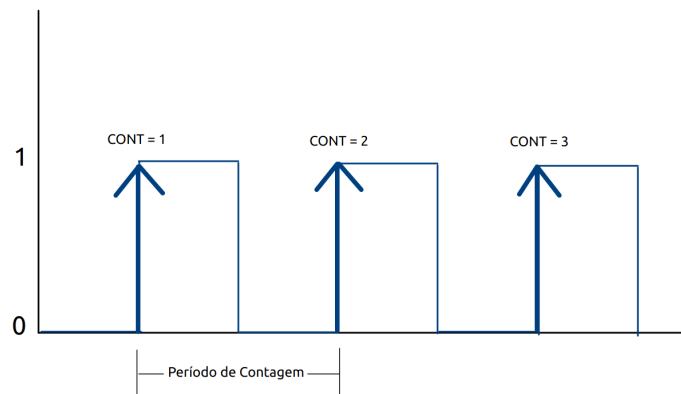 CONT = 1
CONT = 2
CONT = 3
1
0
Período de Contagem